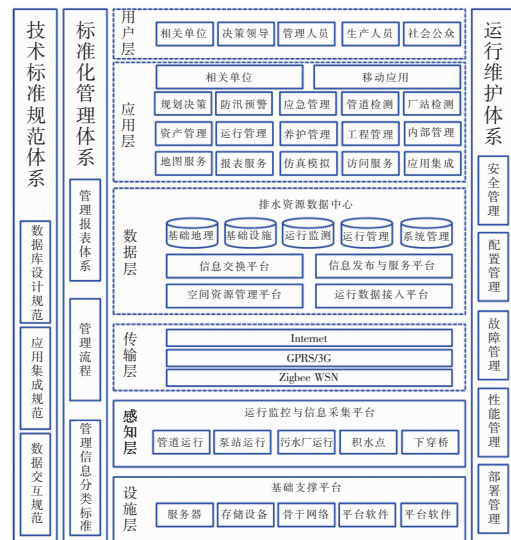 技术标准规范体系
数据库设计规范
应用集成规范
数据交互规范
标准化管理体系
管理报表体系
管理流程
管理信息分类标准
用户层
相关单位 决策领导 管理人员 生产人员 社会公众
应用层
相关单位 移动应用
规划决策 防汛预警 应急管理 管道检测 厂站检测
资产管理 运行管理 养护管理 工程管理 内部管理
地图服务 报表服务 仿真模拟 访问服务 应用集成
数据层
排水资源数据中心
基础地理 基础设施 运行监测 运行管理 系统管理
信息交换平台 信息发布与服务平台
空间资源管理平台 运行数据接入平台
传输层
Internet
GPRS/3G
Zigbee WSN
感知层
运行监控与信息采集平台
管道运行 泵站运行 污水厂运行 积水点 下穿桥
设施层
基础支撑平台
服务器 存储设备 骨干网络 平台软件 平台软件
运行维护体系
安全管理
配置管理
故障管理
性能管理
部署管理